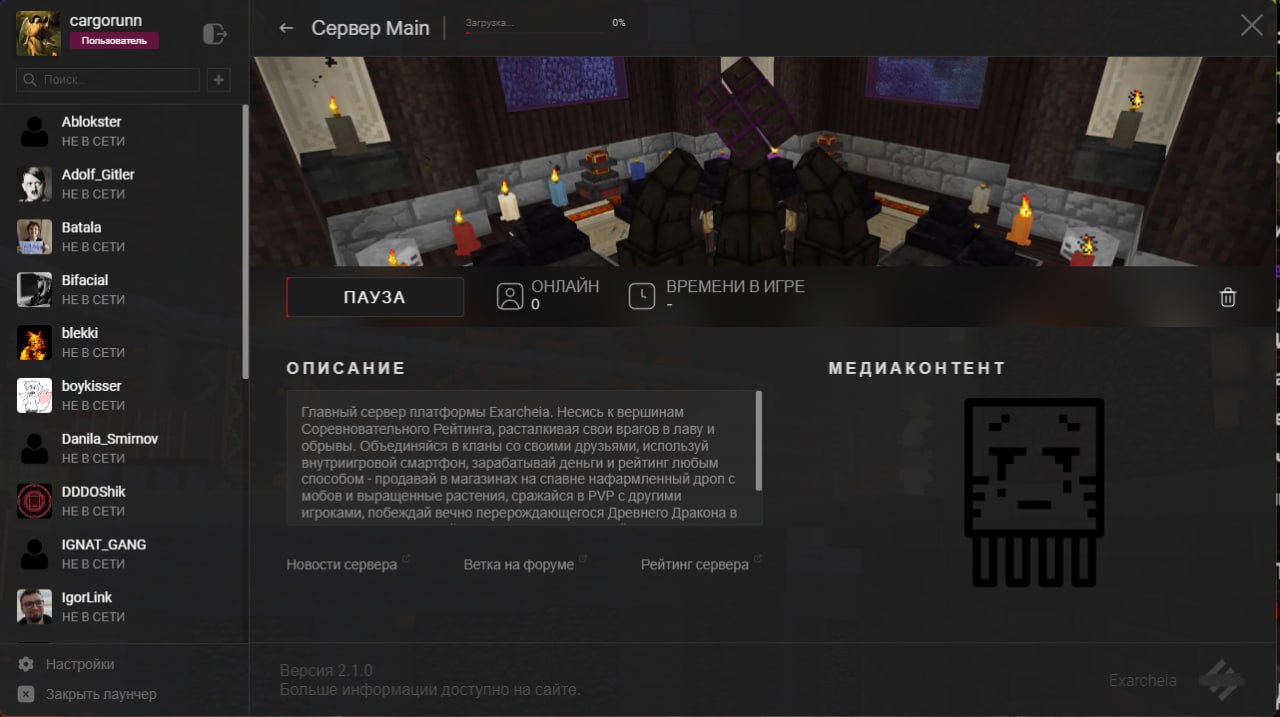 cargorunn
Пользователь
Поиск...
Ablokster
НЕ В СЕТИ
Adolf_Gitler
НЕ В СЕТИ
Batala
НЕ В СЕТИ
Bifacial
НЕ В СЕТИ
blekki
НЕ В СЕТИ
boykisser
НЕ В СЕТИ
Danila_Smirnov
НЕ В СЕТИ
DDDOShik
НЕ В СЕТИ
IGNAT_GANG
НЕ В СЕТИ
IgorLink
НЕ В СЕТИ
Настройки
Закрыть лаунчер
Сервер Main
Загрузка... 0%
ПАУЗА
ОНЛАЙН
0
ВРЕМЕНИ В ИГРЕ
-
ОПИСАНИЕ
Главный сервер платформы Exarcheia. Несись к вершинам
Соревновательного Рейтинга, расталкивая свои врагов в лаву и
обрывы. Объединяйся в кланы со своими друзьями, используй
внутриигровой смартфон, зарабатывай деньги и рейтинг любым
способом - продавай в магазинах на спавне нафармленный дроп с
мобов и выращенные растения, сражайся в PVP с другими
игроками, побеждай вечно перерождающегося Древнего Дракона в
Новости сервера
Ветка на форуме
Рейтинг сервера
МЕДИАКОНТЕНТ
Версия 2.1.0
Больше информации доступно на сайте.
Exarcheia